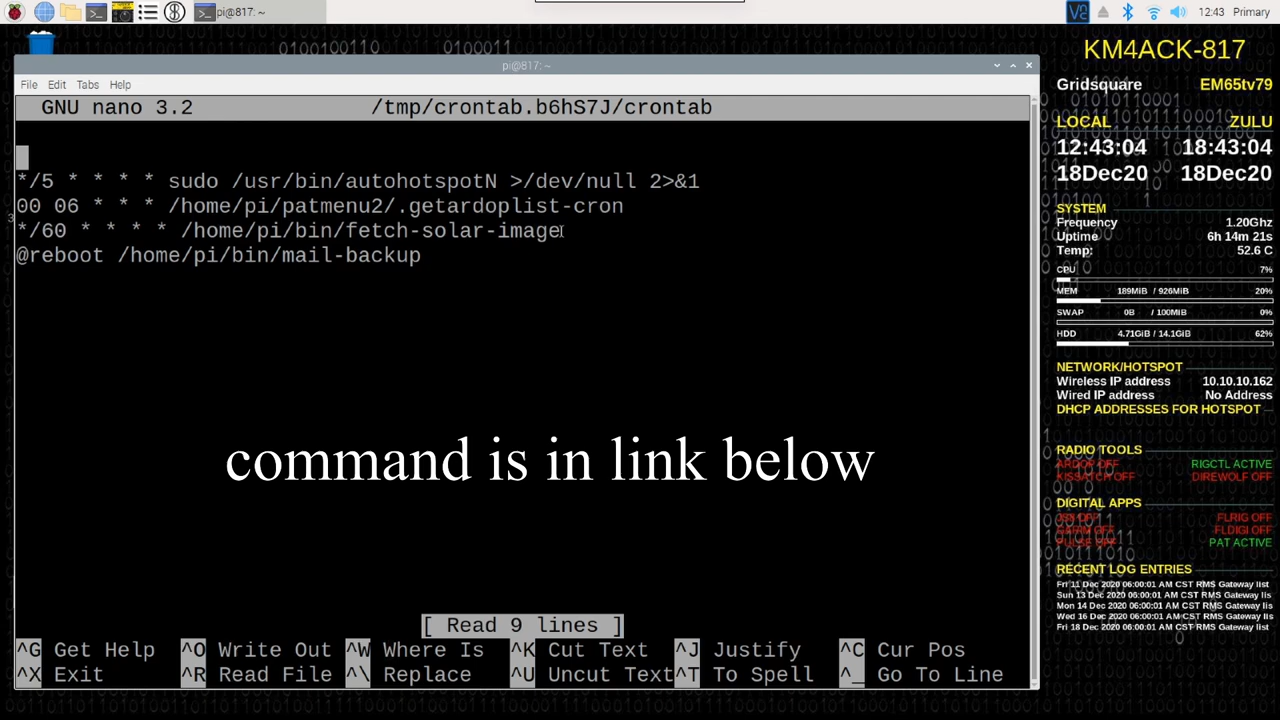 pi@817: ~
12:43 Primary
KM4ACK-817
Gridsquare EM65tv79
LOCAL ZULU
12:43:04 18:43:04
18Dec20 18Dec20
SYSTEM
Frequency 1.20Ghz
Uptime 6h 14m 21s
Temp: 52.6 C
CPU 7%
MEM 189MiB / 926MiB 20%
SWAP 0B / 100MiB 0%
HDD 4.71GiB / 14.1GiB 62%
NETWORK/HOTSPOT
Wireless IP address 10.10.10.162
Wired IP address No Address
DHCP ADDRESSES FOR HOTSPOT
RADIO TOOLS
ARDOP OFF RIGCTL ACTIVE
KISSATCH OFF DIREWOLF OFF
DIGITAL APPS
FLRIG OFF
FLDIGI OFF
PAT ACTIVE
RECENT LOG ENTRIES
Fri 11 Dec 2020 06:00:01 AM CST RMS Gateway list
Sun 13 Dec 2020 06:00:01 AM CST RMS Gateway lis
Mon 14 Dec 2020 06:00:01 AM CST RMS Gateway list
Wed 16 Dec 2020 06:00:01 AM CST RMS Gateway lis
Fri 18 Dec 2020 06:00:01 AM CST RMS Gateway list
pi@817: ~
File Edit Tabs Help
GNU nano 3.2 /tmp/crontab.b6hS7J/crontab
*/5 * * * * sudo /usr/bin/autohotspotN >/dev/null 2>&1
00 06 * * * /home/pi/patmenu2/.getardoplist-cron
*/60 * * * * /home/pi/bin/fetch-solar-image
@reboot /home/pi/bin/mail-backup
command is in link below
[ Read 9 lines ]
^G Get Help ^O Write Out ^W Where Is ^K Cut Text ^J Justify ^C Cur Pos
^X Exit ^R Read File ^\ Replace ^U Uncut Text ^T To Spell ^_ Go To Line